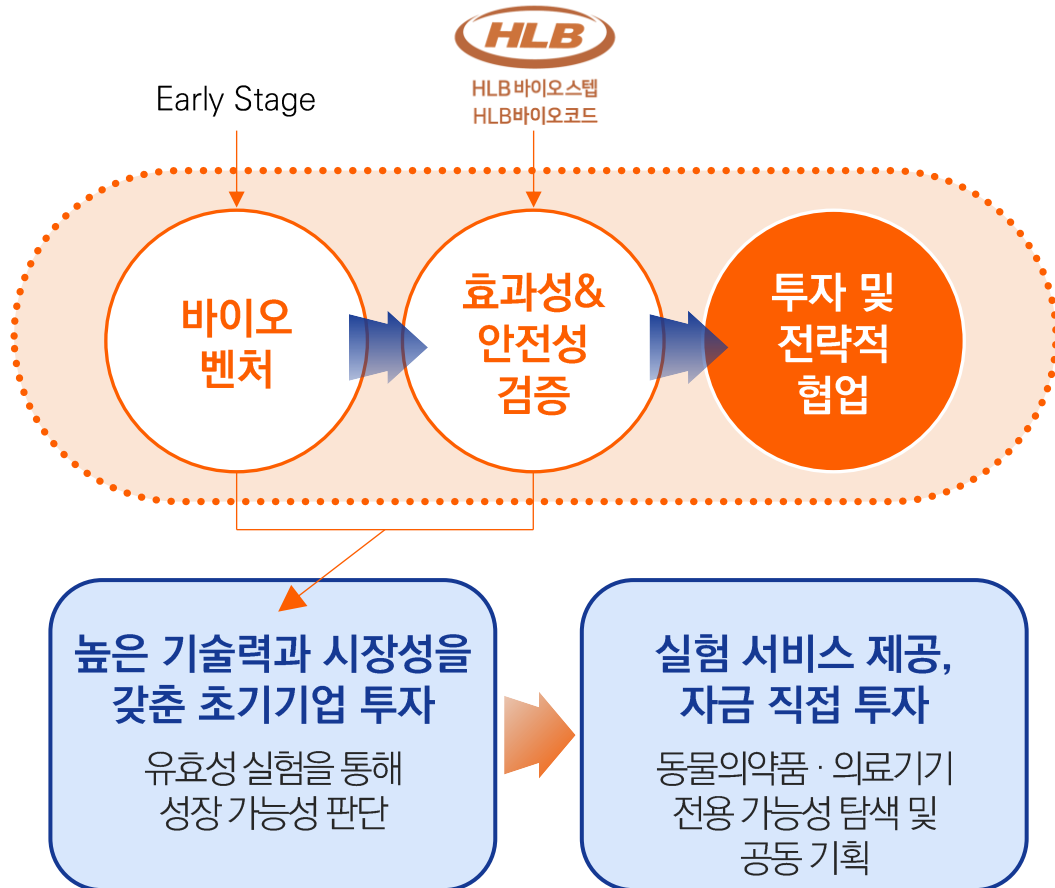 HLB
HLB바이오스텝
HLB바이오코드
Early Stage
바이오
벤처
효과성&
안전성
검증
투자 및
전략적
협업
높은 기술력과 시장성을
갖춘 초기기업 투자
유효성 실험을 통해
성장 가능성 판단
실험 서비스 제공,
자금 직접 투자
동물의약품 · 의료기기
전용 가능성 탐색 및
공동 기획